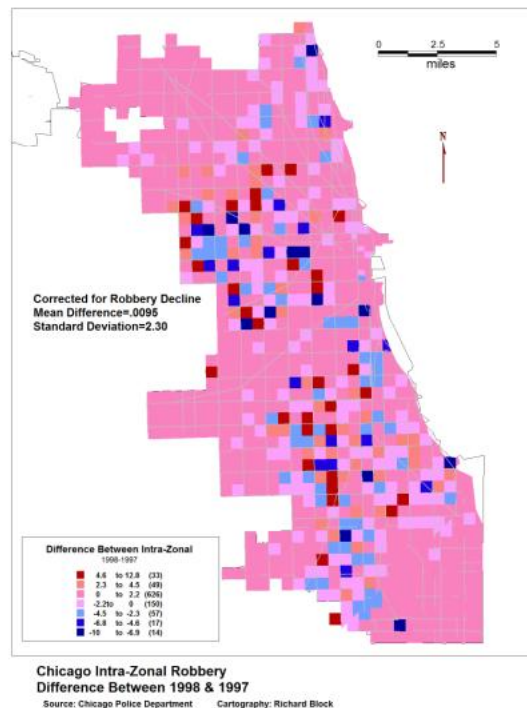 0 2.5 5
miles
N
Corrected for Robbery Decline
Mean Difference=.0095
Standard Deviation=2.30
Difference Between Intra-Zonal
1998-1997
4.6 to 12.8 (33)
2.3 to 4.5 (49)
0 to 2.2 (626)
-2.2to 0 (150)
-4.5 to -2.3 (57)
-6.8 to -4.6 (17)
-10 to -6.9 (14)
Chicago Intra-Zonal Robbery
Difference Between 1998 & 1997
Source: Chicago Police Department Cartography: Richard Block